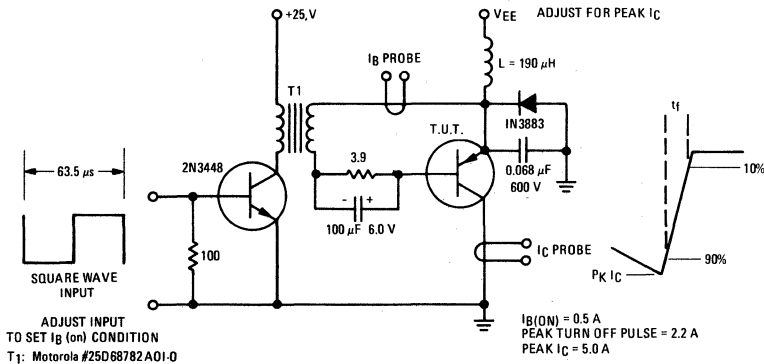 +25,V
VEE
ADJUST FOR PEAK IC
IB PROBE
L = 190 µH
T1
tf
T.U.T.
IN3883
63.5 µs
2N3448
3.9
0.068 µF
600 V
10%
- +
100 µF 6.0 V
100
IC PROBE
90%
PK IC
SQUARE WAVE
INPUT
ADJUST INPUT
TO SET IB (on) CONDITION
T1: Motorola #25D68782A01-0
IB(ON) = 0.5 A
PEAK TURN OFF PULSE = 2.2 A
PEAK IC = 5.0 A